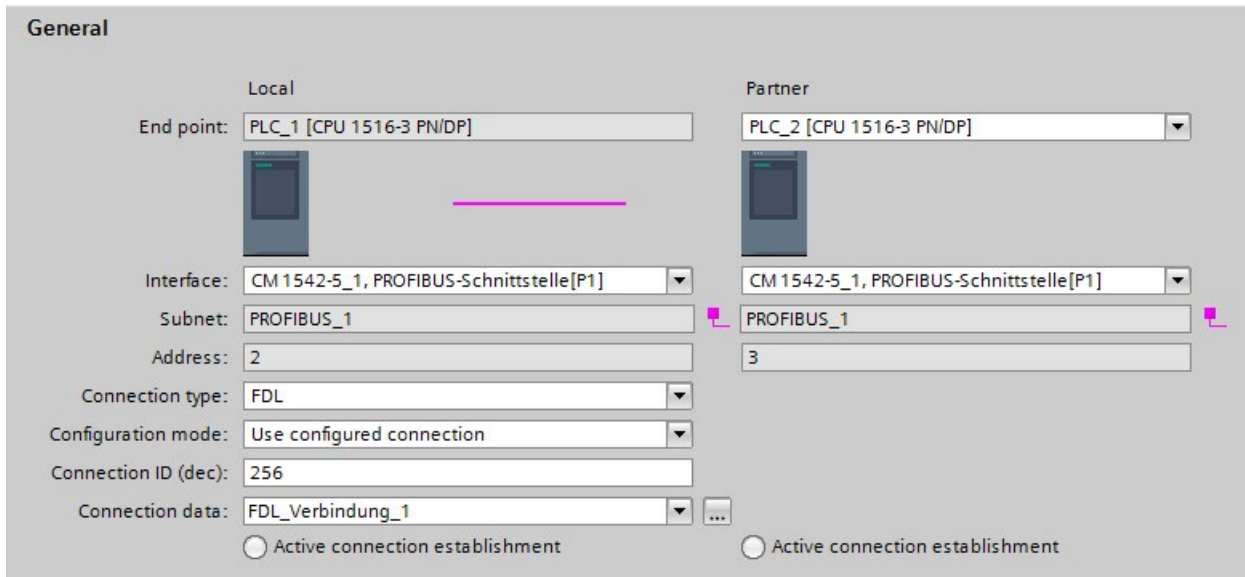 General
Local Partner
End point: PLC_1 [CPU 1516-3 PN/DP] PLC_2 [CPU 1516-3 PN/DP]
Interface: CM 1542-5_1, PROFIBUS-Schnittstelle[P1] CM 1542-5_1, PROFIBUS-Schnittstelle[P1]
Subnet: PROFIBUS_1 PROFIBUS_1
Address: 2 3
Connection type: FDL
Configuration mode: Use configured connection
Connection ID (dec): 256
Connection data: FDL_Verbindung_1 ...
Active connection establishment Active connection establishment